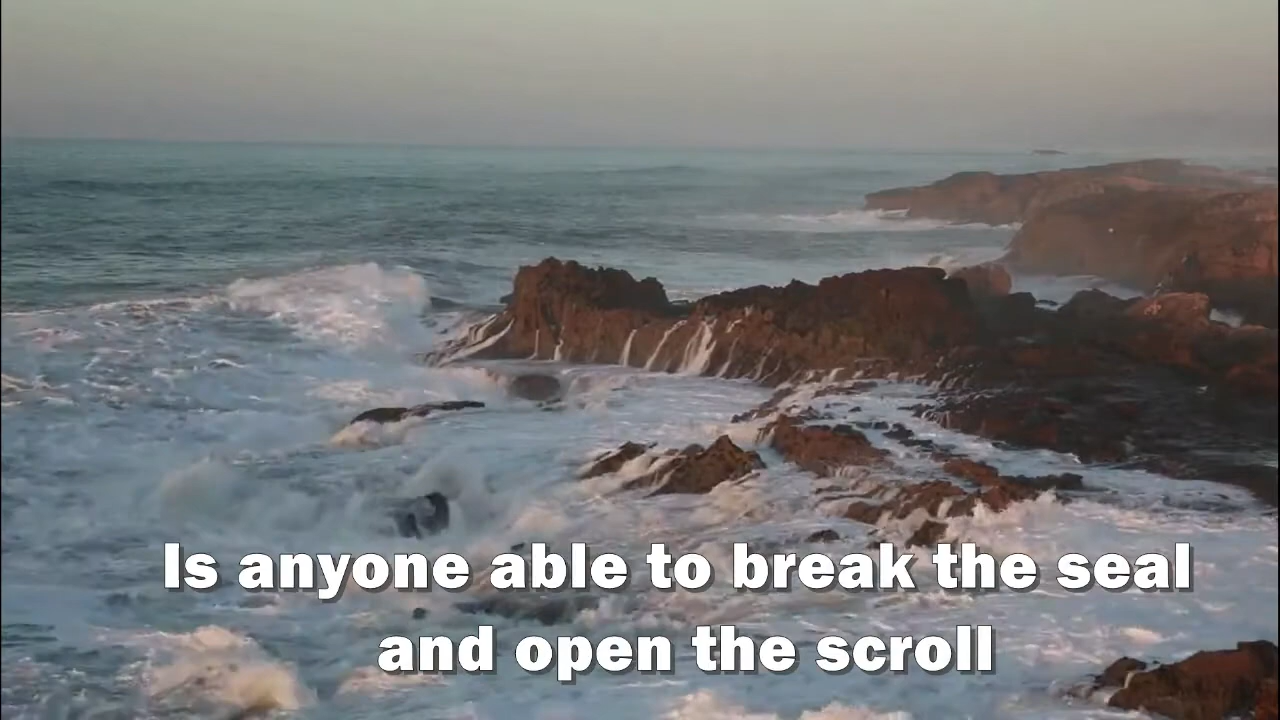 Is anyone able to break the seal
and open the scroll